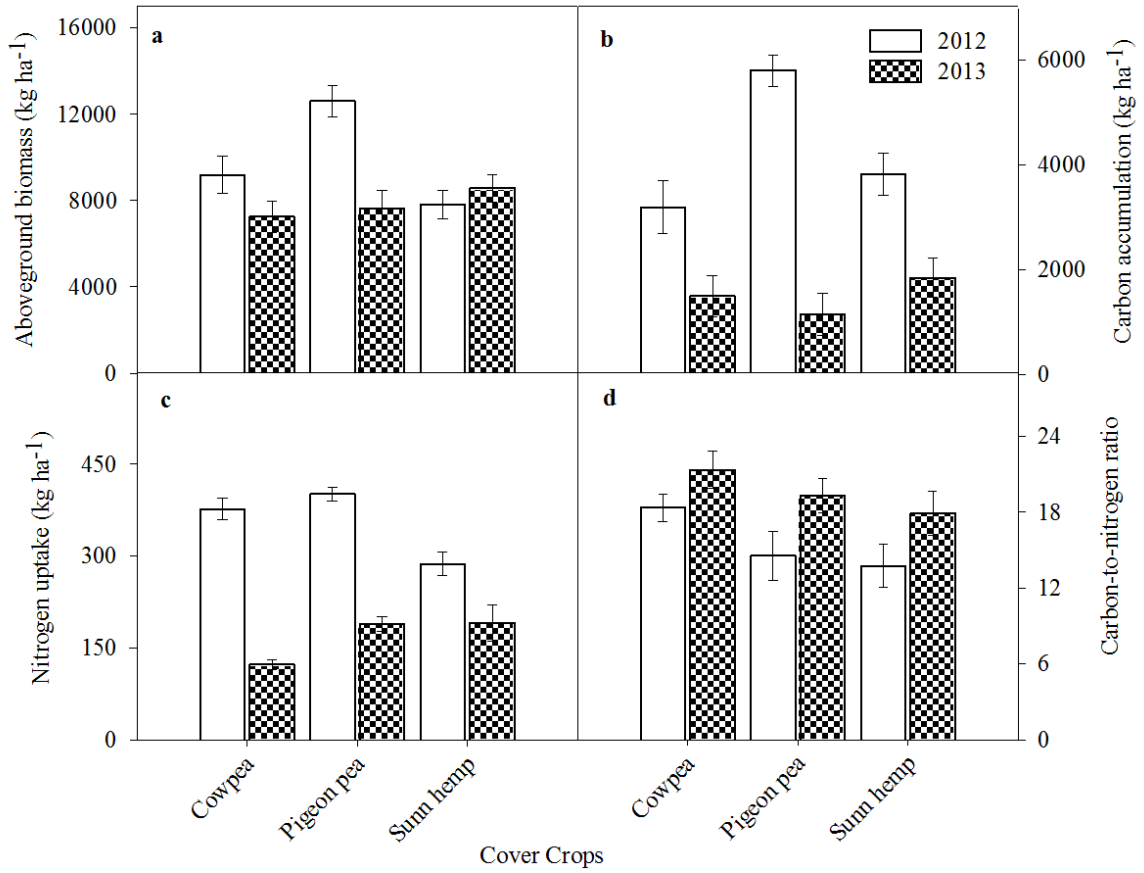 a
b
2012
2013
Aboveground biomass (kg ha-1)
16000
12000
8000
4000
0
Carbon accumulation (kg ha-1)
6000
4000
2000
0
c
d
Nitrogen uptake (kg ha-1)
450
300
150
0
Carbon-to-nitrogen ratio
24
18
12
6
0
Cowpea
Pigeon pea
Sunn hemp
Cowpea
Pigeon pea
Sunn hemp
Cover Crops